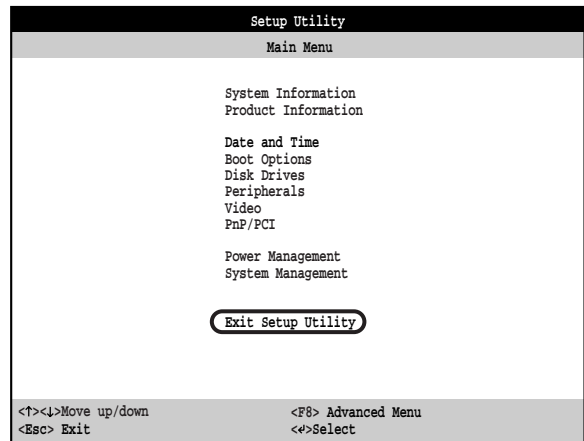 Setup Utility
Main Menu
System Information
Product Information
Date and Time
Boot Options
Disk Drives
Peripherals
Video
PnP/PCI
Power Management
System Management
Exit Setup Utility
<↑><↓>Move up/down <F8> Advanced Menu
<Esc> Exit <↵>Select